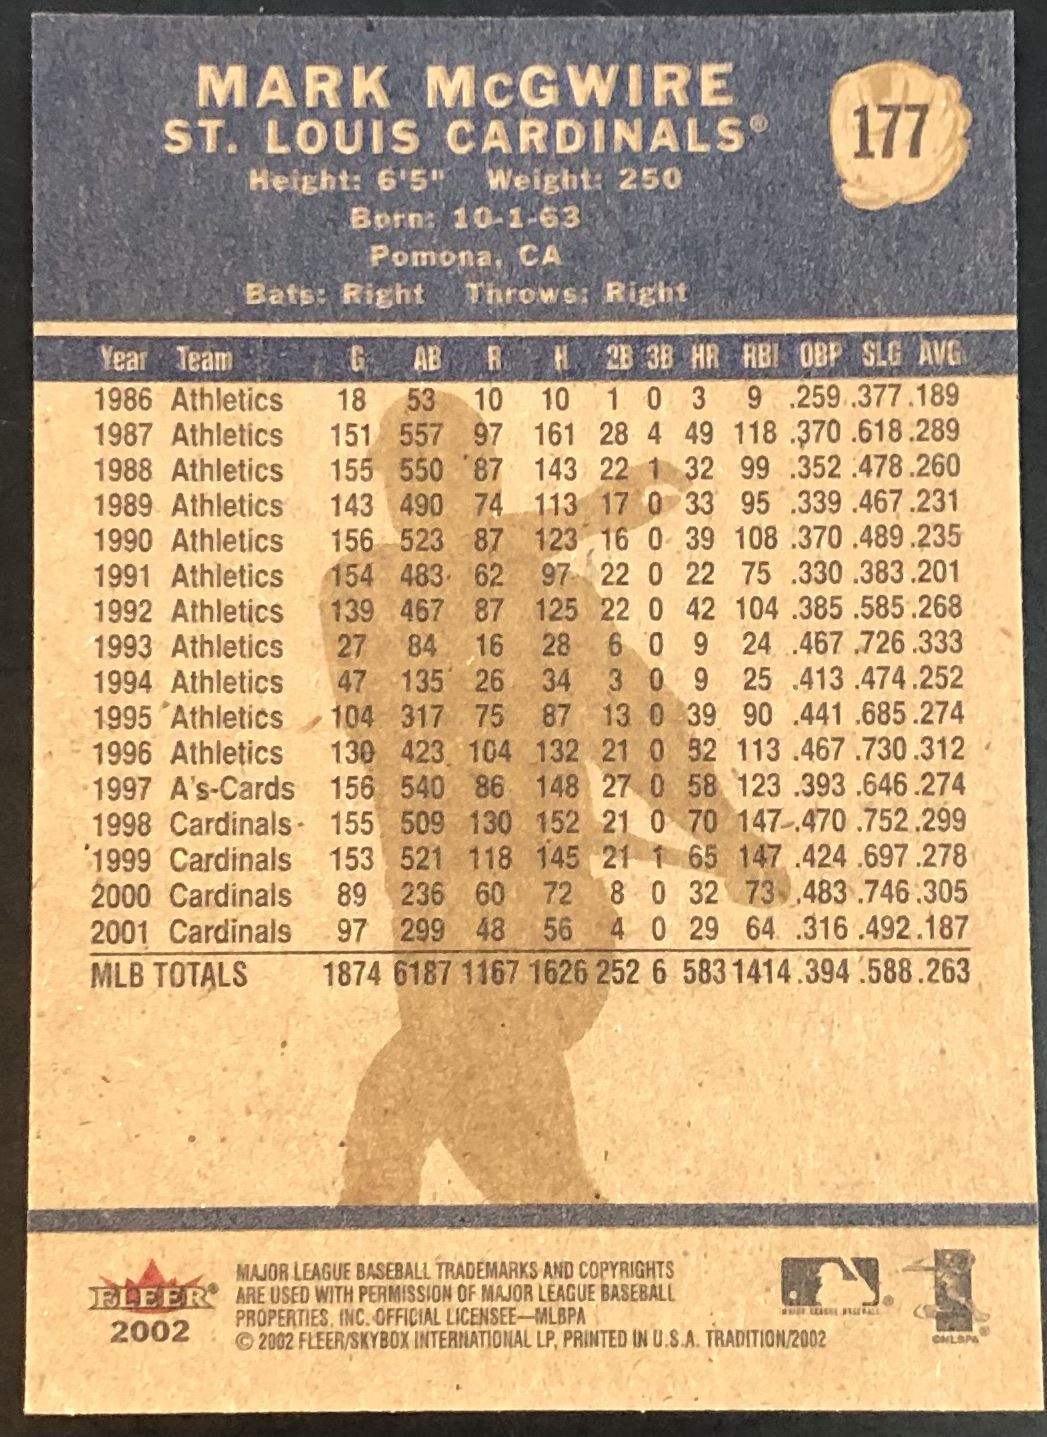 MARK McGWIRE
177
ST. LOUIS CARDINALS®
Height: 6'5" Weight: 250
Born: 10-1-63
Pomona, CA
Bats: Right Throws: Right
Year Team G AB R H 2B 3B HR RBI OBP SLG AVG
1986 Athletics 18 53 10 10 1 0 3 9 .259 .377 .189
1987 Athletics 151 557 97 161 28 4 49 118 .370 .618 .289
1988 Athletics 155 550 87 143 22 1 32 99 .352 .478 .260
1989 Athletics 143 490 74 113 17 0 33 95 .339 .467 .231
1990 Athletics 156 523 87 123 16 0 39 108 .370 .489 .235
1991 Athletics 154 483 62 97 22 0 22 75 .330 .383 .201
1992 Athletics 139 467 87 125 22 0 42 104 .385 .585 .268
1993 Athletics 27 84 16 28 6 0 9 24 .467 .726 .333
1994 Athletics 47 135 26 34 3 0 9 25 .413 .474 .252
1995 Athletics 104 317 75 87 13 0 39 90 .441 .685 .274
1996 Athletics 130 423 104 132 21 0 52 113 .467 .730 .312
1997 A's-Cards 156 540 86 148 27 0 58 123 .393 .646 .274
1998 Cardinals 155 509 130 152 21 0 70 147 .470 .752 .299
1999 Cardinals 153 521 118 145 21 1 65 147 .424 .697 .278
2000 Cardinals 89 236 60 72 8 0 32 73 .483 .746 .305
2001 Cardinals 97 299 48 56 4 0 29 64 .316 .492 .187
MLB TOTALS 1874 6187 1167 1626 252 6 583 1414 .394 .588 .263
FLEER®
2002
MAJOR LEAGUE BASEBALL TRADEMARKS AND COPYRIGHTS
ARE USED WITH PERMISSION OF MAJOR LEAGUE BASEBALL
PROPERTIES, INC. OFFICIAL LICENSEE—MLBPA
© 2002 FLEER/SKYBOX INTERNATIONAL LP, PRINTED IN U.S.A. TRADITION/2002
MAJOR LEAGUE BASEBALL®
©MLBPA